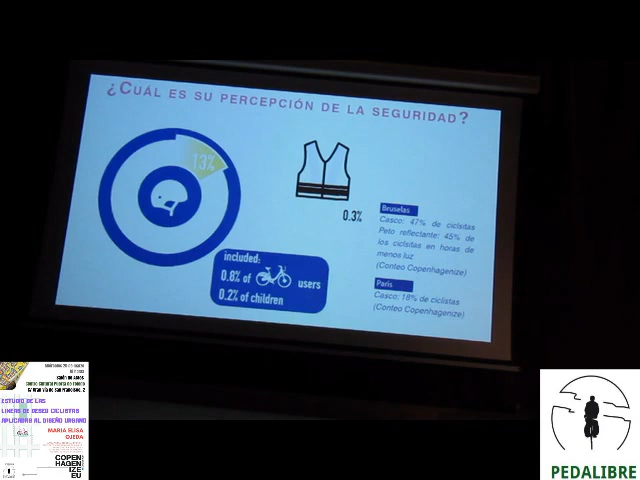 ¿CUÁL ES SU PERCEPCIÓN DE LA SEGURIDAD?
13%
0.3%
included:
0.8% of users
0.2% of children
Bruselas
Casco: 47% de ciclistas
Peto reflectante: 45% de
los ciclistas en horas de
menos luz
(Conteo Copenhagenize)
Paris
Casco: 18% de ciclistas
(Conteo Copenhagenize)
ESTUDIO DE LAS
LINEAS DE DESEO CICLISTAS
APLICADAS AL DISEÑO URBANO
MARIA ELISA
OJEDA
COPEN
HAGEN
IZE
EU
PEDALIBRE